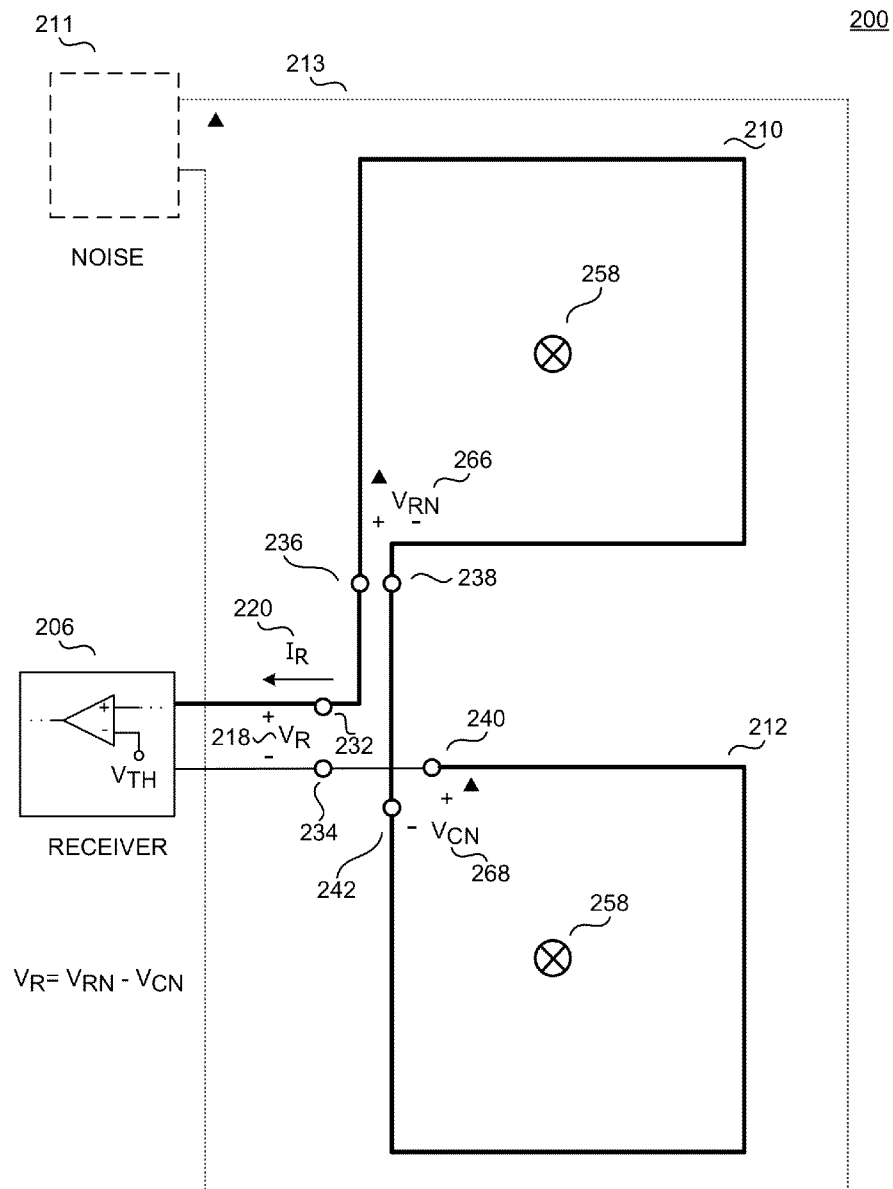 200
211
213
210
NOISE
258
266
VRN
+ -
236
238
220
IR
206
+
-
VTH
+
218 VR
-
232
234
240
212
+
- VCN
268
242
RECEIVER
258
VR= VRN - VCN